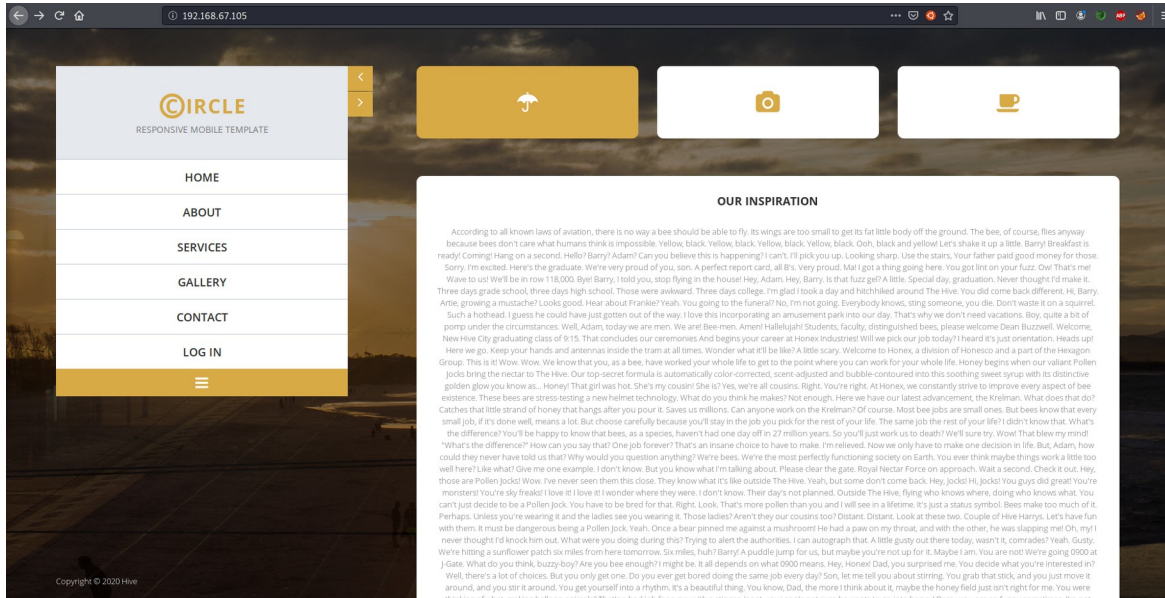 192.168.67.105
©IRCLE
RESPONSIVE MOBILE TEMPLATE
HOME
ABOUT
SERVICES
GALLERY
CONTACT
LOG IN
Copyright © 2020 Hive
OUR INSPIRATION
According to all known laws of aviation, there is no way a bee should be able to fly. Its wings are too small to get its fat little body off the ground. The bee, of course, flies anyway
because bees don't care what humans think is impossible. Yellow, black. Yellow, black. Yellow, black. Yellow, black. Ooh, black and yellow! Let's shake it up a little. Barry! Breakfast is
ready! Coming! Hang on a second. Hello? Barry? Adam? Can you believe this is happening? I can't. I'll pick you up. Looking sharp. Use the stairs, Your father paid good money for those.
Sorry. I'm excited. Here's the graduate. We're very proud of you, son. A perfect report card, all B's. Very proud. Ma! I got a thing going here. You got lint on your fuzz. Ow! That's me!
Wave to us! We'll be in row 118,000. Bye! Barry, I told you, stop flying in the house! Hey, Adam. Hey, Barry. Is that fuzz gel? A little. Special day, graduation. Never thought I'd make it.
Three days grade school, three days high school. Those were awkward. Three days college. I'm glad I took a day and hitchhiked around The Hive. You did come back different. Hi, Barry.
Artie, growing a mustache? Looks good. Hear about Frankie? Yeah. You going to the funeral? No, I'm not going. Everybody knows, sting someone, you die. Don't waste it on a squirrel.
Such a hothead. I guess he could have just gotten out of the way. I love this incorporating an amusement park into our day. That's why we don't need vacations. Boy, quite a bit of
pomp under the circumstances. Well, Adam, today we are men. We are! Bee-men. Amen! Hallelujah! Students, faculty, distinguished bees, please welcome Dean Buzzwell. Welcome,
New Hive City graduating class of 9:15. That concludes our ceremonies And begins your career at Honex Industries! Will we pick our job today? I heard it's just orientation. Heads up!
Here we go. Keep your hands and antennas inside the tram at all times. Wonder what it'll be like? A little scary. Welcome to Honex, a division of Honesco and a part of the Hexagon
Group. This is it! Wow. Wow. We know that you, as a bee, have worked your whole life to get to the point where you can work for your whole life. Honey begins when our valiant Pollen
Jocks bring the nectar to The Hive. Our top-secret formula is automatically color-corrected, scent-adjusted and bubble-contoured into this soothing sweet syrup with its distinctive
golden glow you know as... Honey! That girl was hot. She's my cousin! She is? Yes, we're all cousins. Right. You're right. At Honex, we constantly strive to improve every aspect of bee
existence. These bees are stress-testing a new helmet technology. What do you think he makes? Not enough. Here we have our latest advancement, the Krelman. What does that do?
Catches that little strand of honey that hangs after you pour it. Saves us millions. Can anyone work on the Krelman? Of course. Most bee jobs are small ones. But bees know that every
small job, if it's done well, means a lot. But choose carefully because you'll stay in the job you pick for the rest of your life. The same job the rest of your life? I didn't know that. What's
the difference? You'll be happy to know that bees, as a species, haven't had one day off in 27 million years. So you'll just work us to death? We'll sure try. Wow! That blew my mind!
"What's the difference?" How can you say that? One job forever? That's an insane choice to have to make. I'm relieved. Now we only have to make one decision in life. But, Adam, how
could they never have told us that? Why would you question anything? We're bees. We're the most perfectly functioning society on Earth. You ever think maybe things work a little too
well here? Like what? Give me one example. I don't know. But you know what I'm talking about. Please clear the gate. Royal Nectar Force on approach. Wait a second. Check it out. Hey,
those are Pollen Jocks! Wow. I've never seen them this close. They know what it's like outside The Hive. Yeah, but some don't come back. Hey, Jocks! Hi, Jocks! You guys did great! You're
monsters! You're sky freaks! I love it! I love it! I wonder where they were. I don't know. Their day's not planned. Outside The Hive, flying who knows where, doing who knows what. You
can't just decide to be a Pollen Jock. You have to be bred for that. Right. Look. That's more pollen than you and I will see in a lifetime. It's just a status symbol. Bees make too much of it.
Perhaps. Unless you're wearing it and the ladies see you wearing it. Those ladies? Aren't they our cousins too? Distant. Distant. Look at these two. Couple of Hive Harrys. Let's have fun
with them. It must be dangerous being a Pollen Jock. Yeah. Once a bear pinned me against a mushroom! He had a paw on my throat, and with the other, he was slapping me! Oh, my! I
never thought I'd knock him out. What were you doing during this? Trying to alert the authorities. I can autograph that. A little gusty out there today, wasn't it, comrades? Yeah. Gusty.
We're hitting a sunflower patch six miles from here tomorrow. Six miles, huh? Barry! A puddle jump for us, but maybe you're not up for it. Maybe I am. You are not! We're going 0900 at
J-Gate. What do you think, buzzy-boy? Are you bee enough? I might be. It all depends on what 0900 means. Hey, Honex! Dad, you surprised me. You decide what you're interested in?
Well, there's a lot of choices. But you only get one. Do you ever get bored doing the same job every day? Son, let me tell you about stirring. You grab that stick, and you just move it
around, and you stir it around. You get yourself into a rhythm. It's a beautiful thing. You know, Dad, the more I think about it, maybe the honey field just isn't right for me. You were